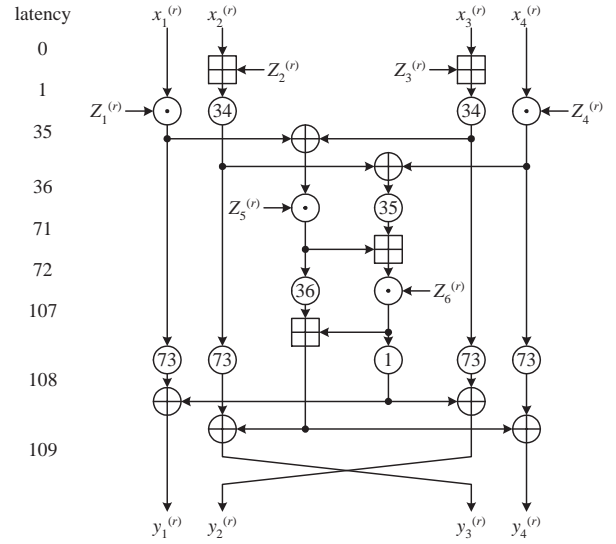 latency x₁⁽ʳ⁾ x₂⁽ʳ⁾ x₃⁽ʳ⁾ x₄⁽ʳ⁾
0
Z₂⁽ʳ⁾ Z₃⁽ʳ⁾
1
Z₁⁽ʳ⁾ 34 34 Z₄⁽ʳ⁾
35
36
Z₅⁽ʳ⁾ 35
71
72
36 Z₆⁽ʳ⁾
107
73 73 1 73 73
108
109
y₁⁽ʳ⁾ y₂⁽ʳ⁾ y₃⁽ʳ⁾ y₄⁽ʳ⁾